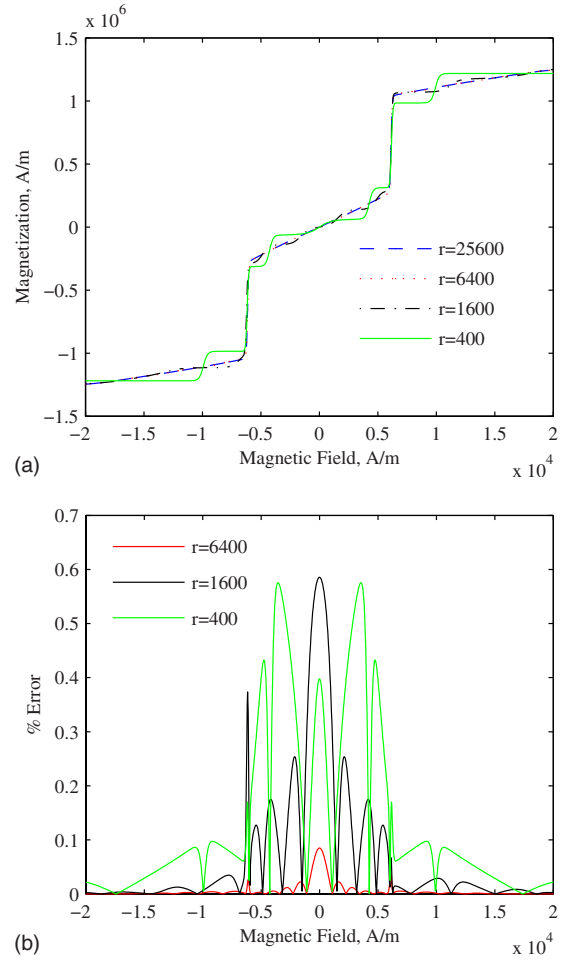 x 10^6
1.5
1
0.5
0
−0.5
−1
−1.5
Magnetization, A/m
r=25600
r=6400
r=1600
r=400
−2 −1.5 −1 −0.5 0 0.5 1 1.5 2
(a) Magnetic Field, A/m
x 10^4
0.7
0.6
0.5
0.4
0.3
0.2
0.1
0
% Error
r=6400
r=1600
r=400
−2 −1.5 −1 −0.5 0 0.5 1 1.5 2
x 10^4
(b) Magnetic Field, A/m